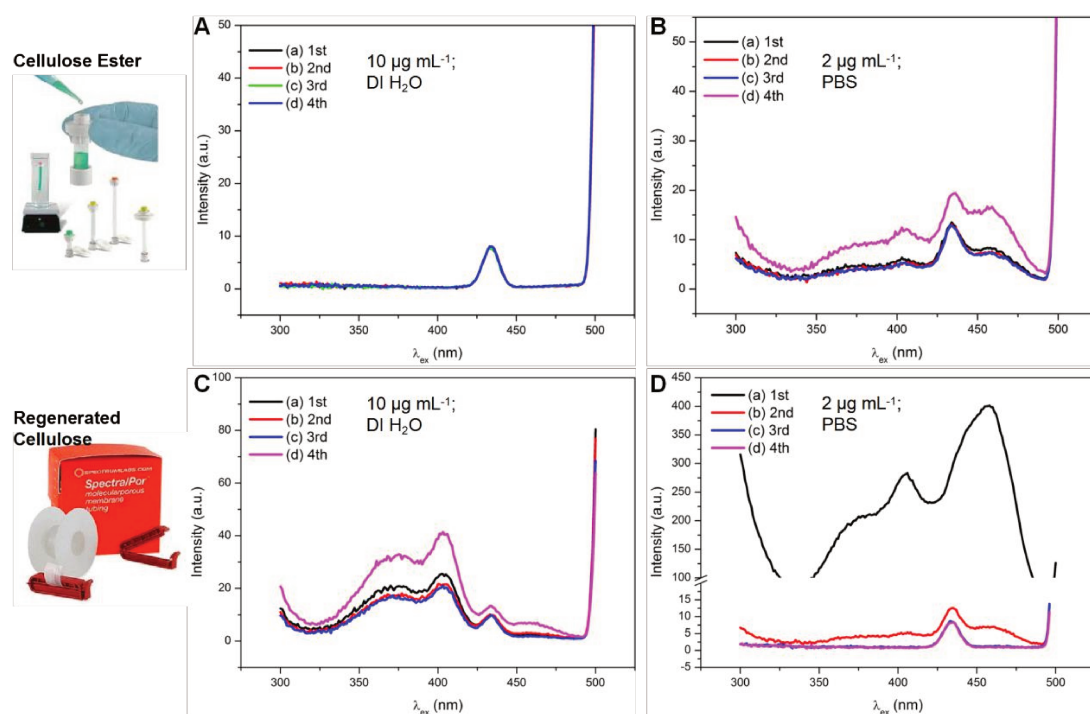 Cellulose Ester
A
(a) 1st
(b) 2nd
(c) 3rd
(d) 4th
10 µg mL⁻¹;
DI H₂O
Intensity (a.u.)
50
40
30
20
10
0
300 350 400 450 500
λex (nm)
B
(a) 1st
(b) 2nd
(c) 3rd
(d) 4th
2 µg mL⁻¹;
PBS
Intensity (a.u.)
50
40
30
20
10
0
300 350 400 450 500
λex (nm)
Regenerated
Cellulose
SPECTRUMLABS.COM
Spectra/Por
molecularporous
membrane
tubing
C
(a) 1st
(b) 2nd
(c) 3rd
(d) 4th
10 µg mL⁻¹;
DI H₂O
Intensity (a.u.)
100
80
60
40
20
0
300 350 400 450 500
λex (nm)
D
(a) 1st
(b) 2nd
(c) 3rd
(d) 4th
2 µg mL⁻¹;
PBS
Intensity (a.u.)
450
400
350
300
250
200
150
100
15
10
5
0
-5
300 350 400 450 500
λex (nm)